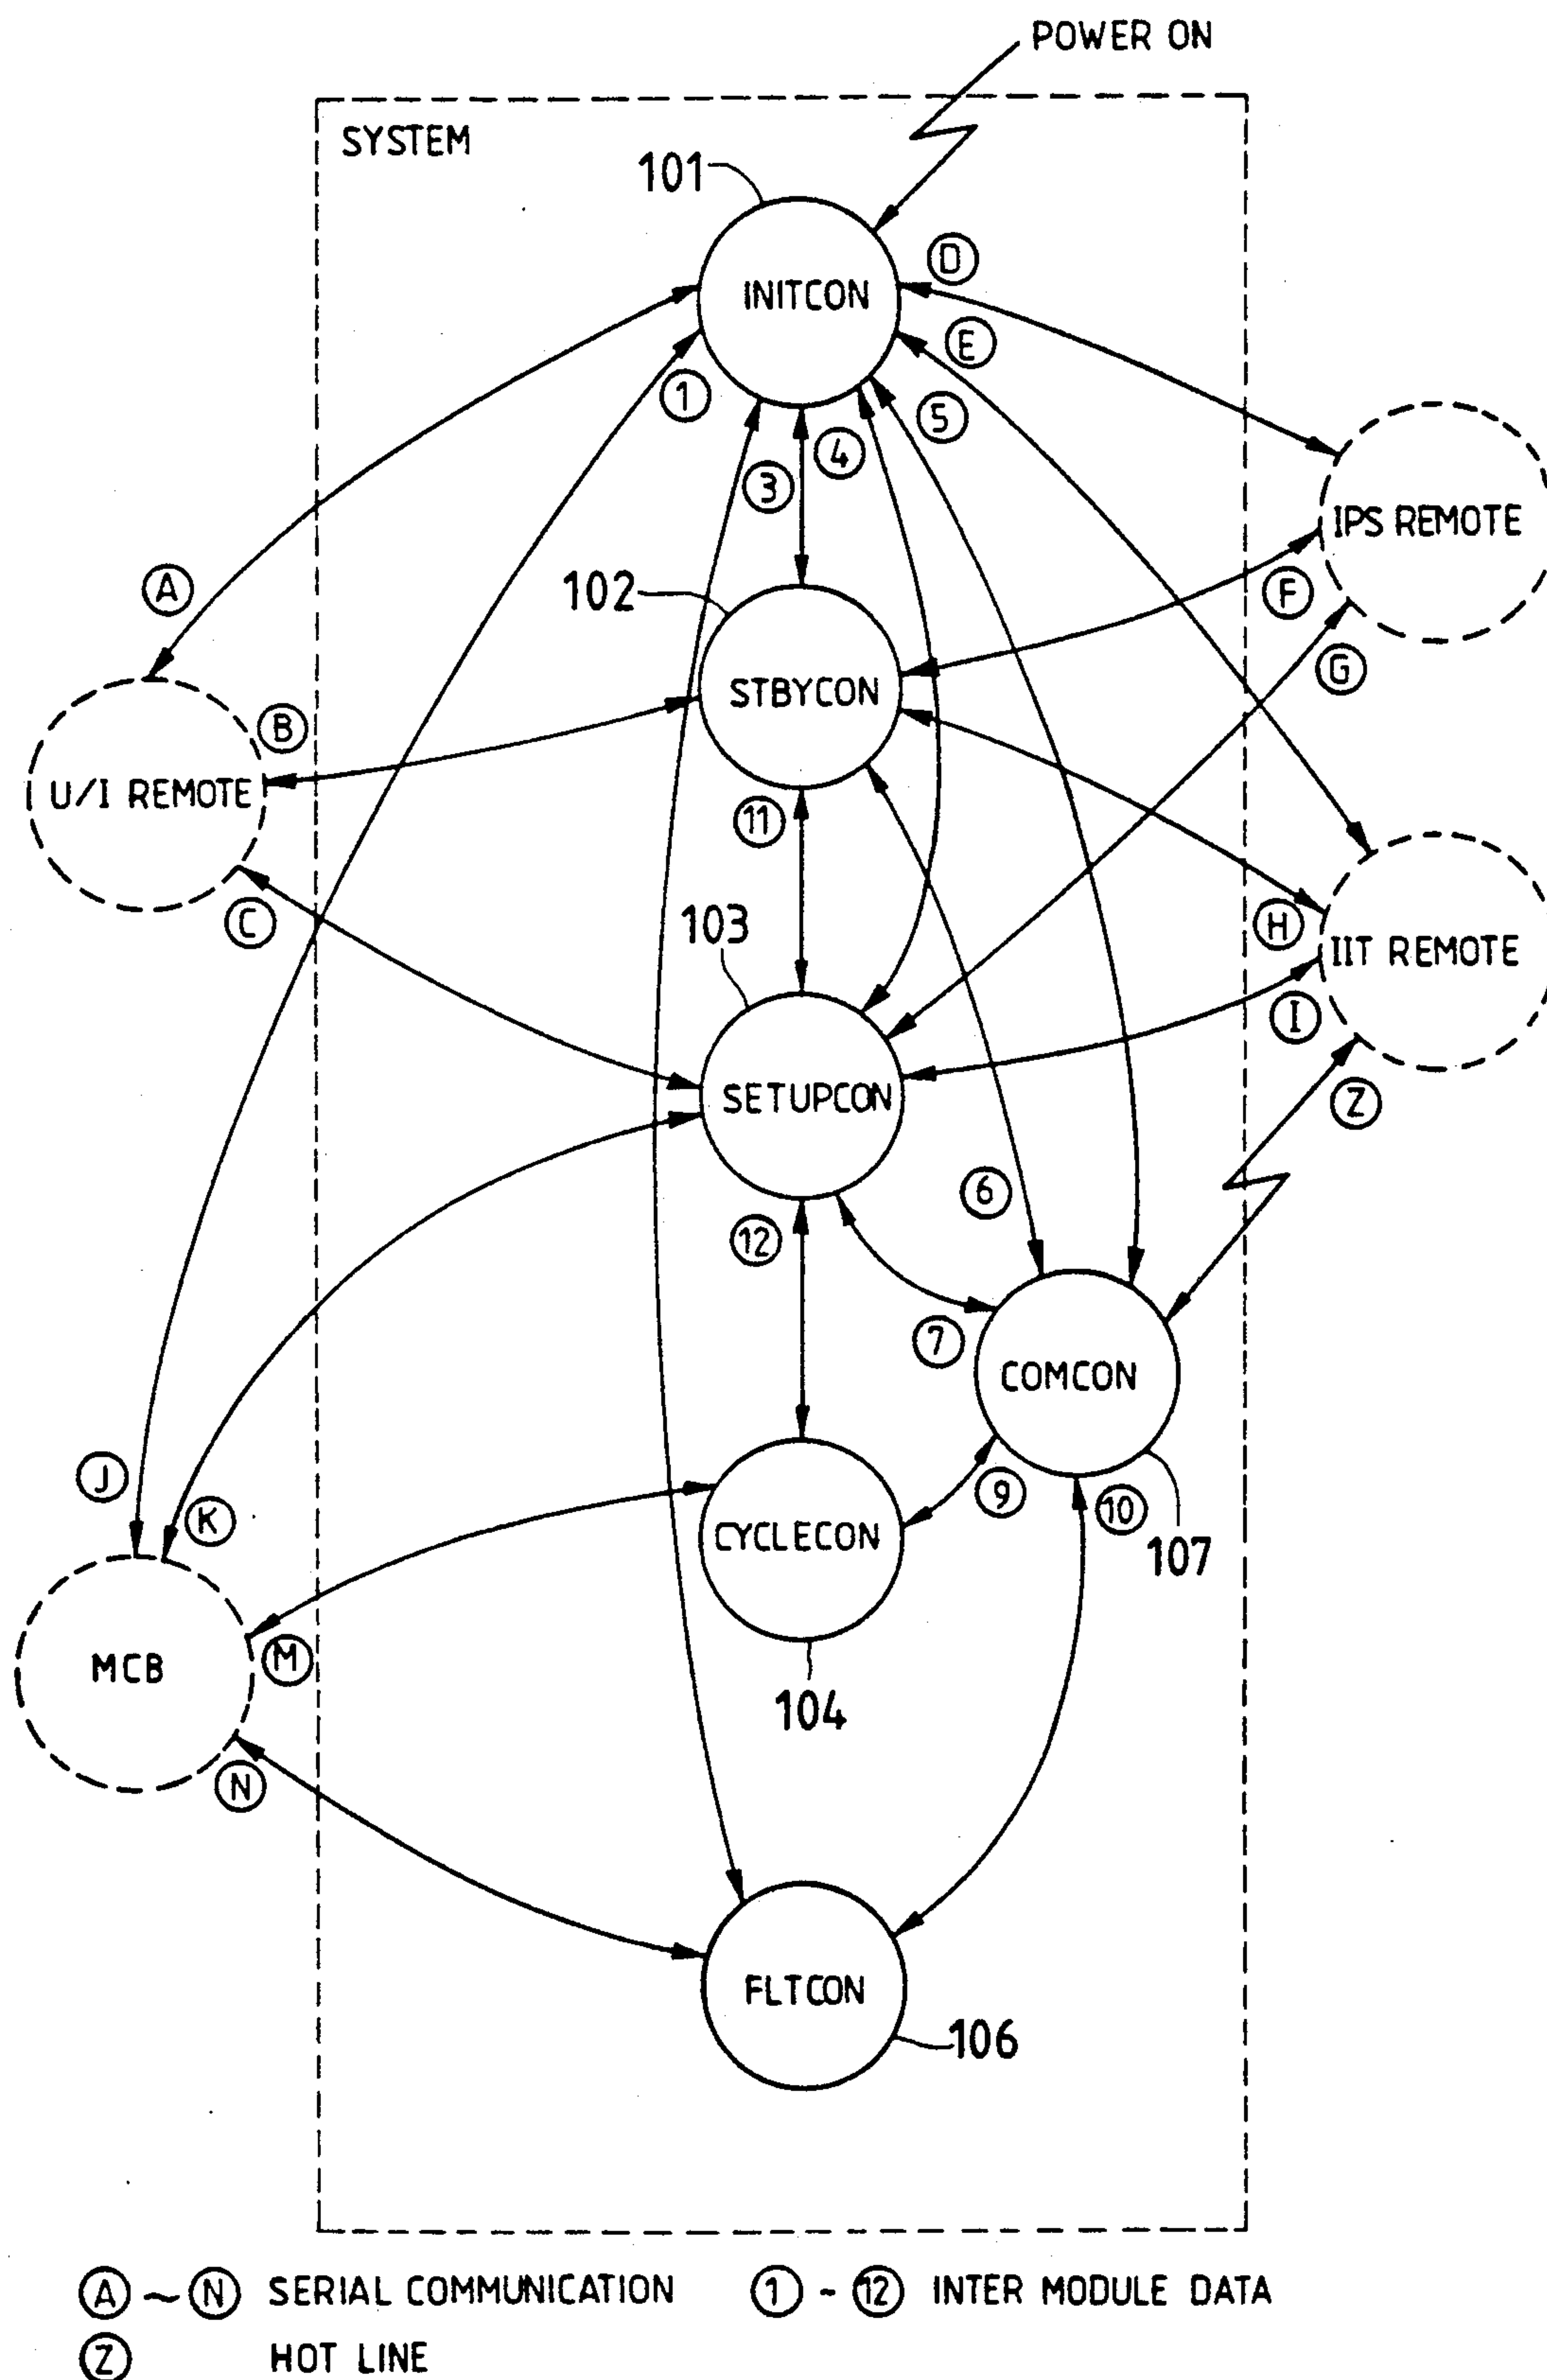 POWER ON
SYSTEM
101
INITCON
D
E
1
5
4
3
IPS REMOTE
102
A
F
G
STBYCON
B
U/I REMOTE
11
C
103
H
IIT REMOTE
I
SETUPCON
Z
6
12
7
COMCON
J
K
9
10
CYCLECON
107
M
MCB
104
N
FLTCON
106
A ~ N SERIAL COMMUNICATION 1 - 12 INTER MODULE DATA
Z HOT LINE